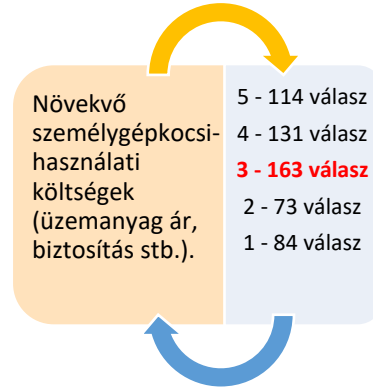 Növekvő
személygépkocsi-
használati
költségek
(üzemanyag ár,
biztosítás stb.).
5 - 114 válasz
4 - 131 válasz
3 - 163 válasz
2 - 73 válasz
1 - 84 válasz